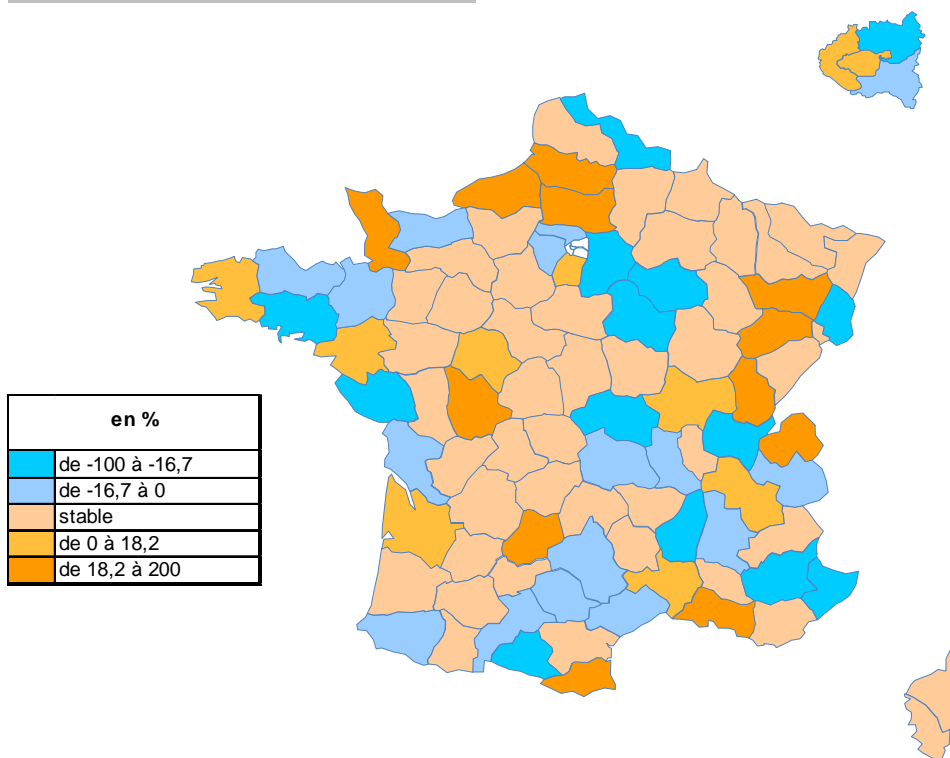 en %
de -100 à -16,7
de -16,7 à 0
stable
de 0 à 18,2
de 18,2 à 200